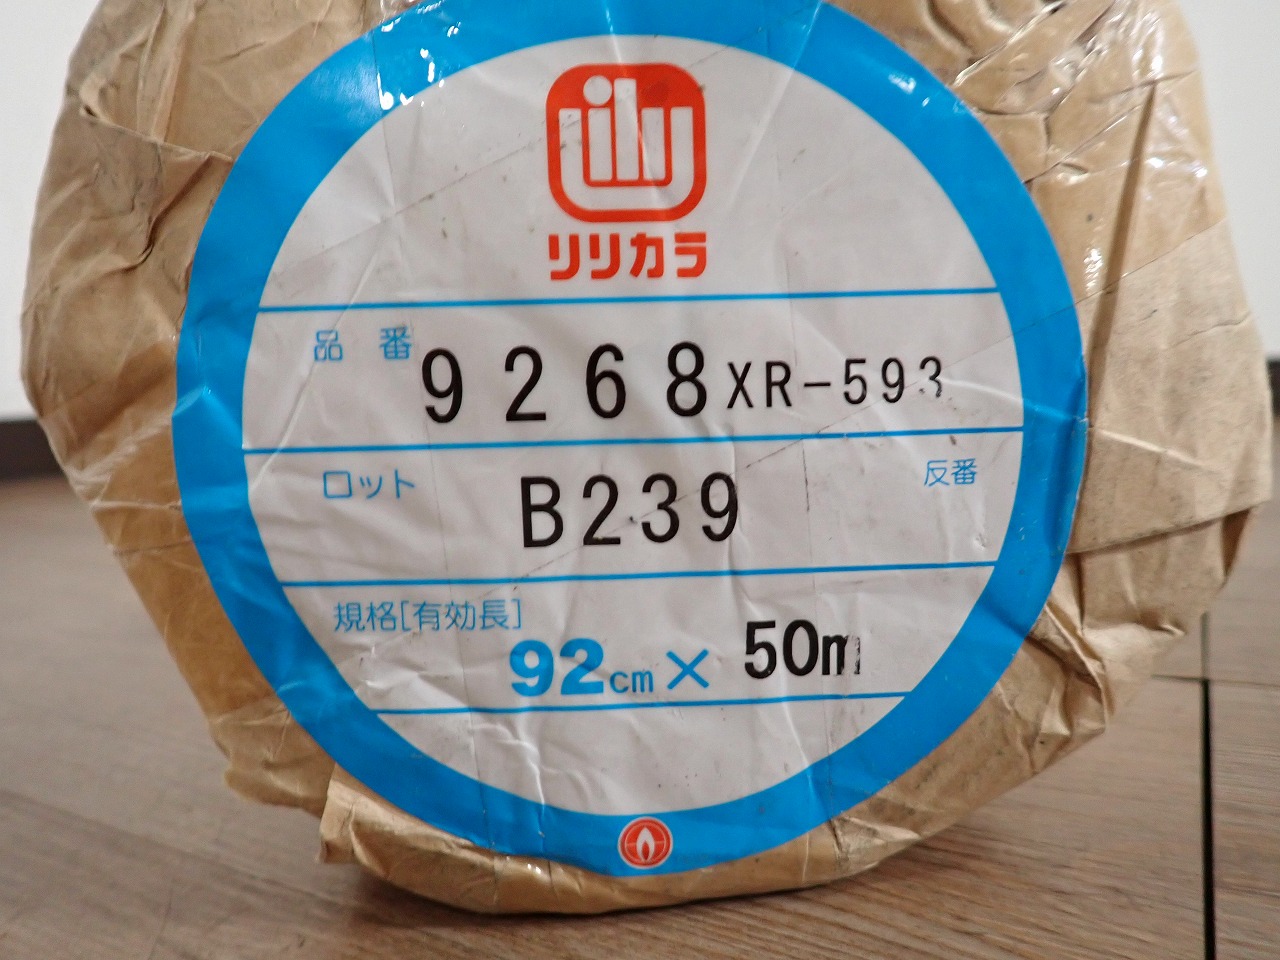 lily
リリカラ
品番 9268XR-593
ロット B239 反番
規格[有効長]
92cm × 50m